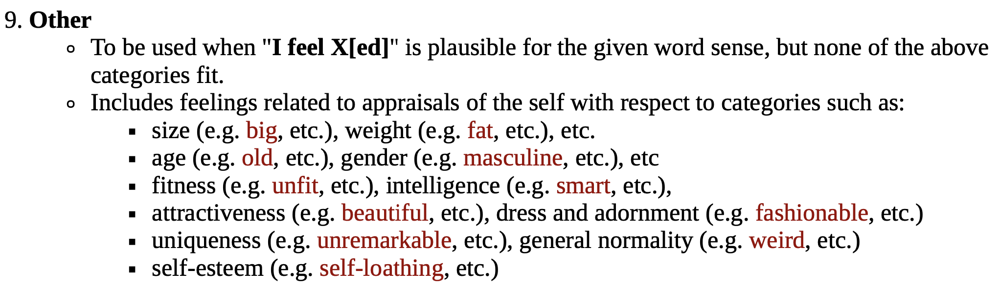 9. Other
◦ To be used when "I feel X[ed]" is plausible for the given word sense, but none of the above
categories fit.
◦ Includes feelings related to appraisals of the self with respect to categories such as:
▪ size (e.g. big, etc.), weight (e.g. fat, etc.), etc.
▪ age (e.g. old, etc.), gender (e.g. masculine, etc.), etc
▪ fitness (e.g. unfit, etc.), intelligence (e.g. smart, etc.),
▪ attractiveness (e.g. beautiful, etc.), dress and adornment (e.g. fashionable, etc.)
▪ uniqueness (e.g. unremarkable, etc.), general normality (e.g. weird, etc.)
▪ self-esteem (e.g. self-loathing, etc.)